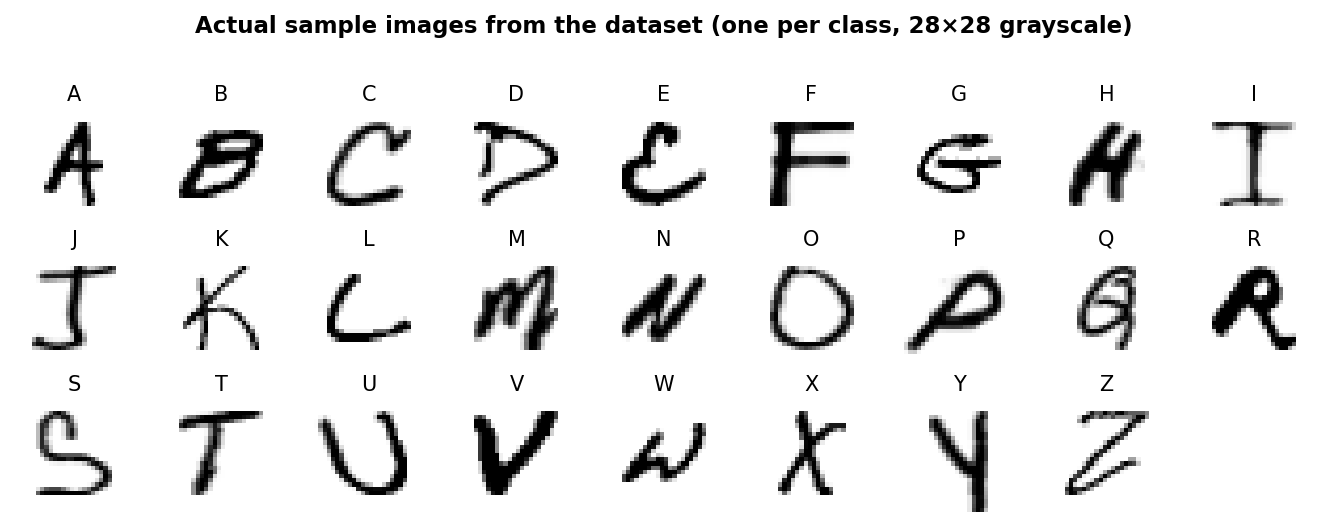 Actual sample images from the dataset (one per class, 28×28 grayscale)
A B C D E F G H I
A B C D E F G H I
J K L M N O P Q R
J K L M N O P Q R
S T U V W X Y Z
S T U V W X Y Z